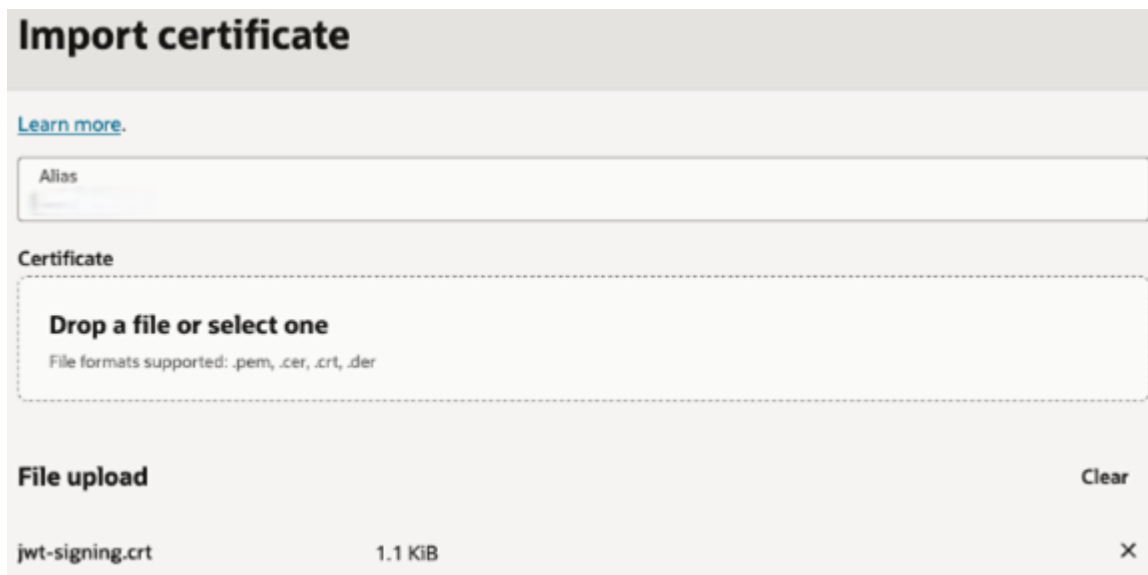 Import certificate
Learn more.
Alias
Certificate
Drop a file or select one
File formats supported: .pem, .cer, .crt, .der
File upload Clear
jwt-signing.crt 1.1 KiB ×